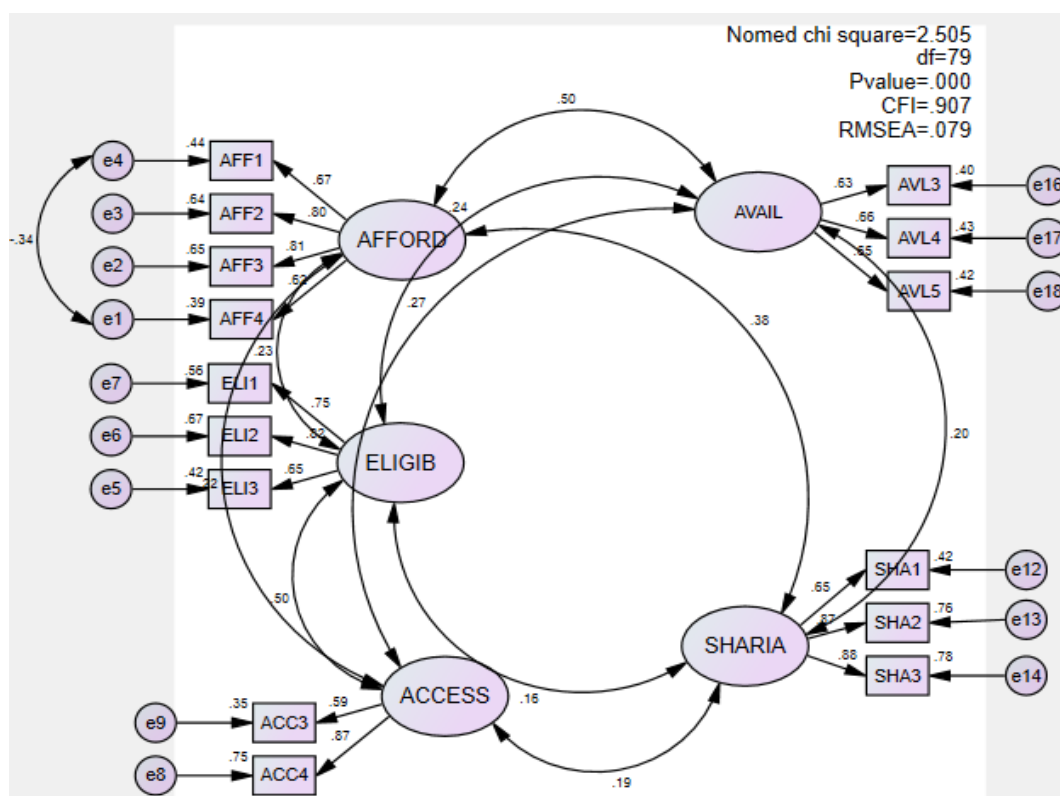 Nomed chi square=2.505
df=79
Pvalue=.000
CFI=.907
RMSEA=.079
.50
e4
.44
AFF1
.67
e3
.64
AFF2
.80
e2
.65
AFF3
.81
e1
.39
AFF4
.62
-.34
AFFORD
.24
AVAIL
.63
AVL3
.40
e16
.66
AVL4
.43
e17
.65
AVL5
.42
e18
.27
.38
.23
e7
.56
ELI1
.75
e6
.67
ELI2
.82
e5
.42
.22
ELI3
.65
ELIGIB
.20
.50
SHARIA
.65
SHA1
.42
e12
.87
SHA2
.76
e13
.88
SHA3
.78
e14
ACCESS
.16
e9
.35
ACC3
.59
e8
.75
ACC4
.87
.19